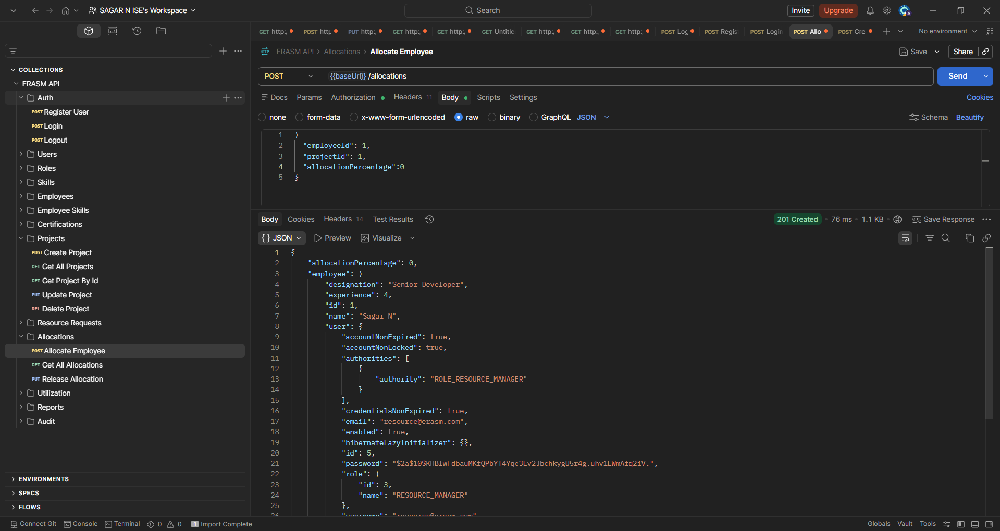 SAGAR N ISE's Workspace
Search
Invite
Upgrade
GET http:,
POST http
PUT http:,
GET http:,
GET http:,
GET Untitle
GET http:,
GET http:,
GET http:,
POST Log
POST Regis
POST Login
POST Allo
POST Cre
No environment
HTTP
ERASM API > Allocations > Allocate Employee
Save
Share
COLLECTIONS
ERASM API
Auth
POST Register User
POST Login
POST Logout
Users
Roles
Skills
Employees
Employee Skills
Certifications
Projects
POST Create Project
GET Get All Projects
GET Get Project By Id
PUT Update Project
DEL Delete Project
Resource Requests
Allocations
POST Allocate Employee
GET Get All Allocations
PUT Release Allocation
Utilization
Reports
Audit
ENVIRONMENTS
SPECS
FLOWS
POST
{{baseUrl}} /allocations
Send
Docs
Params
Authorization
Headers 11
Body
Scripts
Settings
Cookies
none
form-data
x-www-form-urlencoded
raw
binary
GraphQL
JSON
Schema
Beautify
1 {
2 "employeeId": 1,
3 "projectId": 1,
4 "allocationPercentage":0
5 }
Body
Cookies
Headers 14
Test Results
201 Created
76 ms
1.1 KB
e.g. Save Response
{} JSON
Preview
Visualize
1 {
2 "allocationPercentage": 0,
3 "employee": {
4 "designation": "Senior Developer",
5 "experience": 4,
6 "id": 1,
7 "name": "Sagar N",
8 "user": {
9 "accountNonExpired": true,
10 "accountNonLocked": true,
11 "authorities": [
12 {
13 "authority": "ROLE_RESOURCE_MANAGER"
14 }
15 ],
16 "credentialsNonExpired": true,
17 "email": "resource@erasm.com",
18 "enabled": true,
19 "hibernateLazyInitializer": {},
20 "id": 5,
21 "password": "$2a$10$KHBIwFdbauMKfQPbYT4Yqe3Ev2JbchkygU5r4g.uhv1EWmAfq2iV.",
22 "role": {
23 "id": 3,
24 "name": "RESOURCE_MANAGER"
25 },
26 "username": "resource@erasm.com"
Connect Git
Console
Terminal
0
0
1 Import Complete
Globals
Vault
Tools